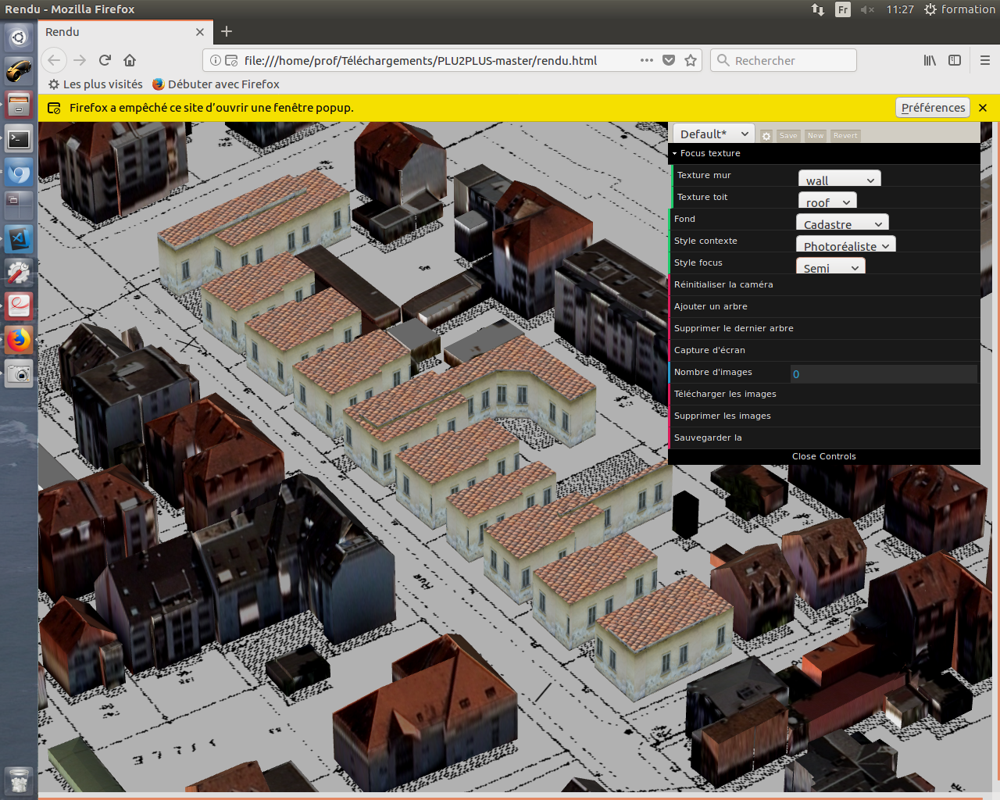 Rendu - Mozilla Firefox
Fr
11:27
formation
Rendu
file:///home/prof/Téléchargements/PLU2PLUS-master/rendu.html
Rechercher
Les plus visités
Débuter avec Firefox
Firefox a empêché ce site d’ouvrir une fenêtre popup.
Préférences
Default*
Save
New
Revert
Focus texture
Texture mur
wall
Texture toit
roof
Fond
Cadastre
Style contexte
Photoréaliste
Style focus
Semi
Réinitialiser la caméra
Ajouter un arbre
Supprimer le dernier arbre
Capture d'écran
Nombre d'images
0
Télécharger les images
Supprimer les images
Sauvegarder la
Close Controls